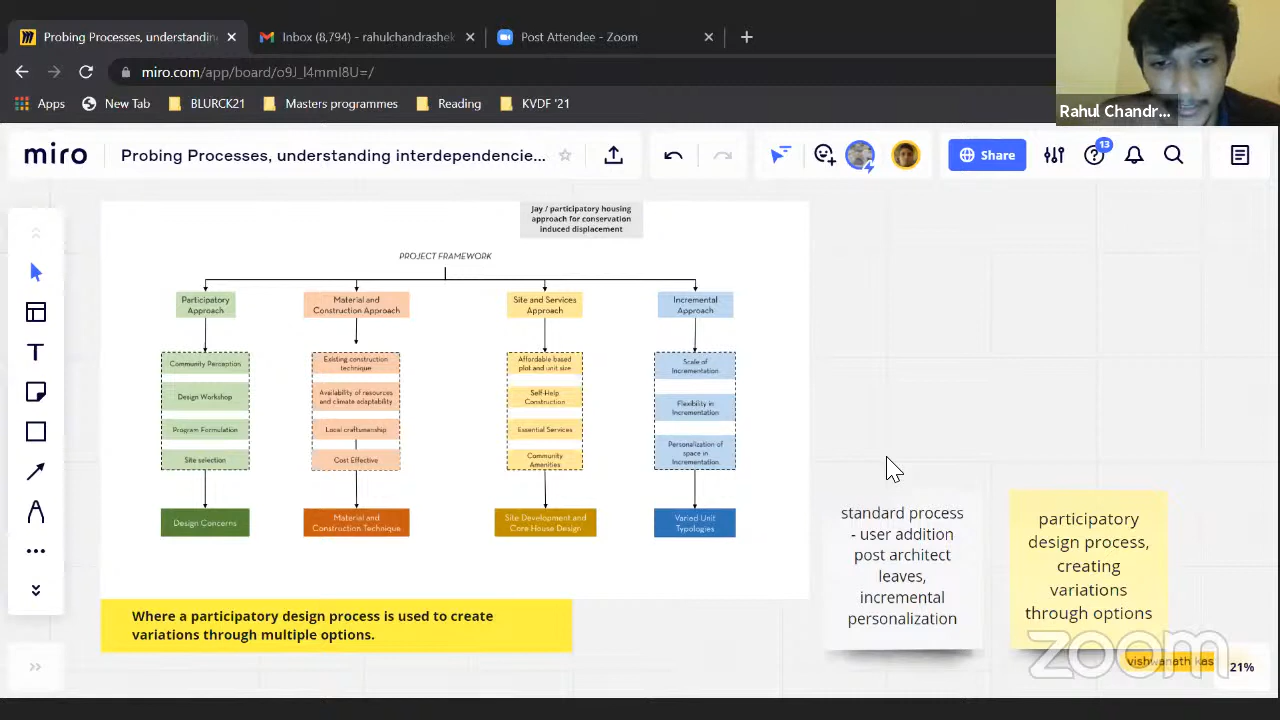 Probing Processes, understandin
Inbox (8,794) - rahulchandrashek
Post Attendee - Zoom
miro.com/app/board/o9J_l4mmI8U=/
Apps
New Tab
BLURCK21
Masters programmes
Reading
KVDF '21
Rahul Chandr...
miro
Probing Processes, understanding interdependencie...
Share
13
Jay / participatory housing
approach for conservation
induced displacement
PROJECT FRAMEWORK
Participatory
Approach
Community Perception
Design Workshop
Program Formulation
Site selection
Design Concerns
Material and
Construction Approach
Existing construction
technique
Availability of resources
and climate adaptability
Local craftsmanship
Cost Effective
Material and
Construction Technique
Site and Services
Approach
Affordable based
plot and unit size
Self-Help
Construction
Essential Services
Community
Amenities
Site Development and
Core House Design
Incremental
Approach
Scale of
Incrementation
Flexibility in
Incrementation
Personalization of
space in
Incrementation
Varied Unit
Typologies
Where a participatory design process is used to create
variations through multiple options.
standard process
- user addition
post architect
leaves,
incremental
personalization
participatory
design process,
creating
variations
through options
vishwanath kas
zoom
21%